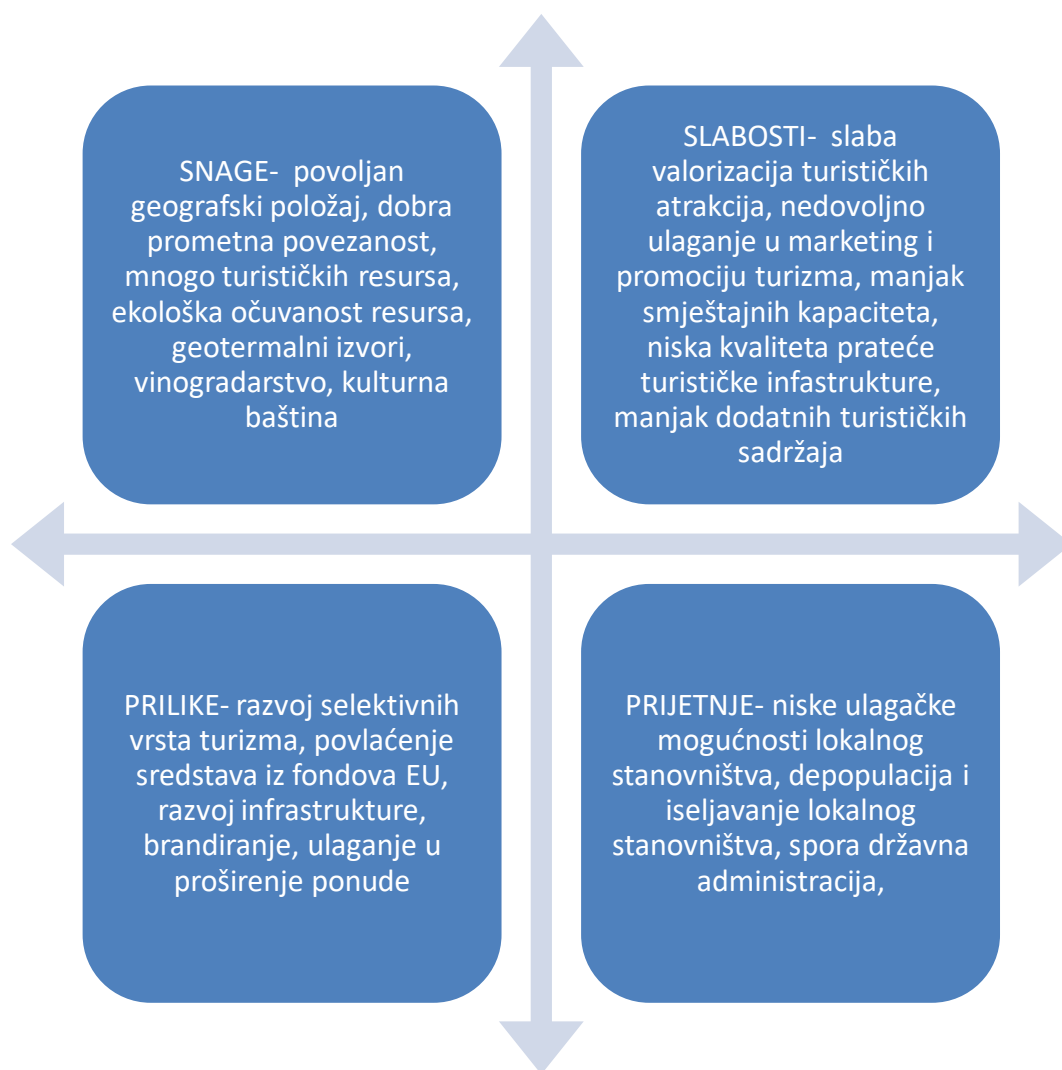 SNAGE- povoljan
geografski položaj, dobra
prometna povezanost,
mnogo turističkih resursa,
ekološka očuvanost resursa,
geotermalni izvori,
vinogradarstvo, kulturna
baština
SLABOSTI- slaba
valorizacija turističkih
atrakcija, nedovoljno
ulaganje u marketing i
promociju turizma, manjak
smještajnih kapaciteta,
niska kvaliteta prateće
turističke infastrukture,
manjak dodatnih turističkih
sadržaja
PRILIKE- razvoj selektivnih
vrsta turizma, povlaćenje
sredstava iz fondova EU,
razvoj infrastrukture,
brandiranje, ulaganje u
proširenje ponude
PRIJETNJE- niske ulagačke
mogućnosti lokalnog
stanovništva, depopulacija i
iseljavanje lokalnog
stanovništva, spora državna
administracija,